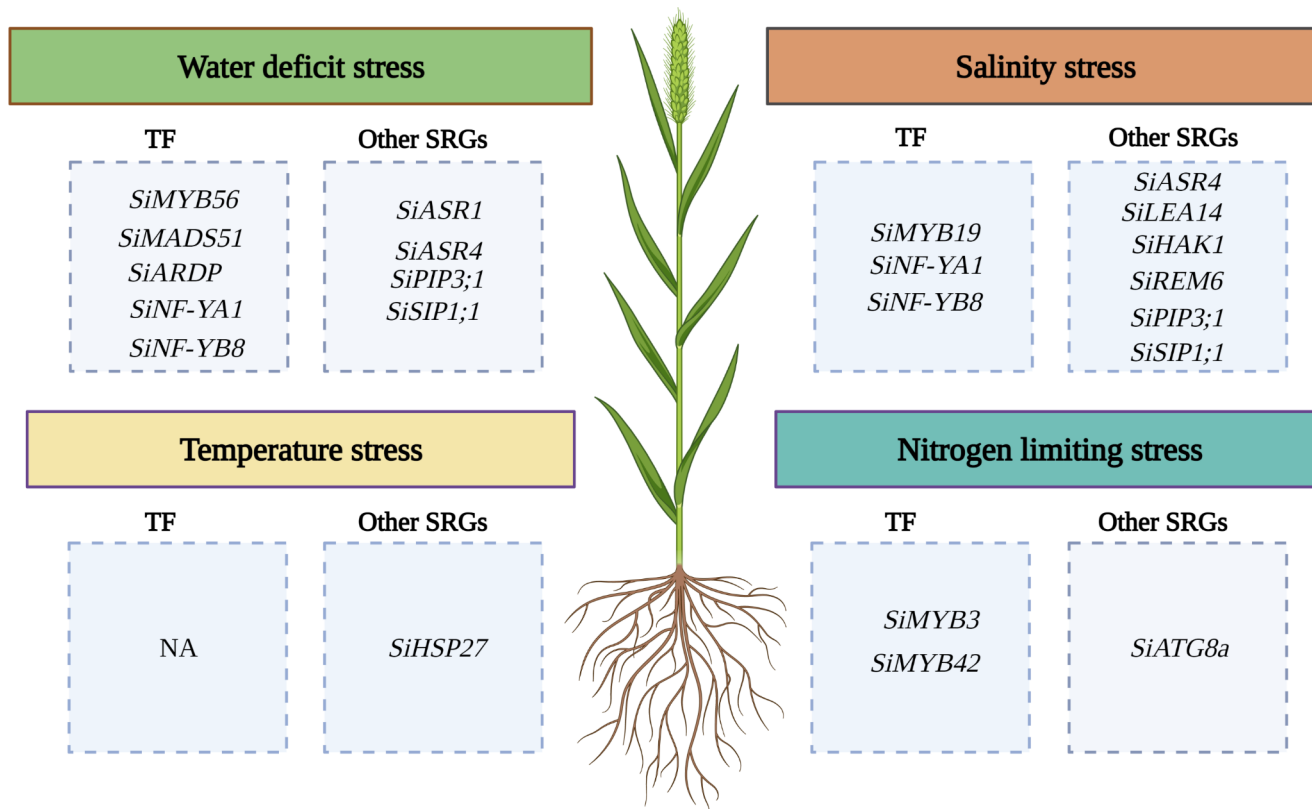 Water deficit stress
TF
Other SRGs
SiMYB56
SiMADS51
SiARDP
SiNF-YA1
SiNF-YB8
SiASR1
SiASR4
SiPIP3;1
SiSIP1;1
Salinity stress
TF
Other SRGs
SiMYB19
SiNF-YA1
SiNF-YB8
SiASR4
SiLEA14
SiHAK1
SiREM6
SiPIP3;1
SiSIP1;1
Temperature stress
TF
Other SRGs
NA
SiHSP27
Nitrogen limiting stress
TF
Other SRGs
SiMYB3
SiMYB42
SiATG8a